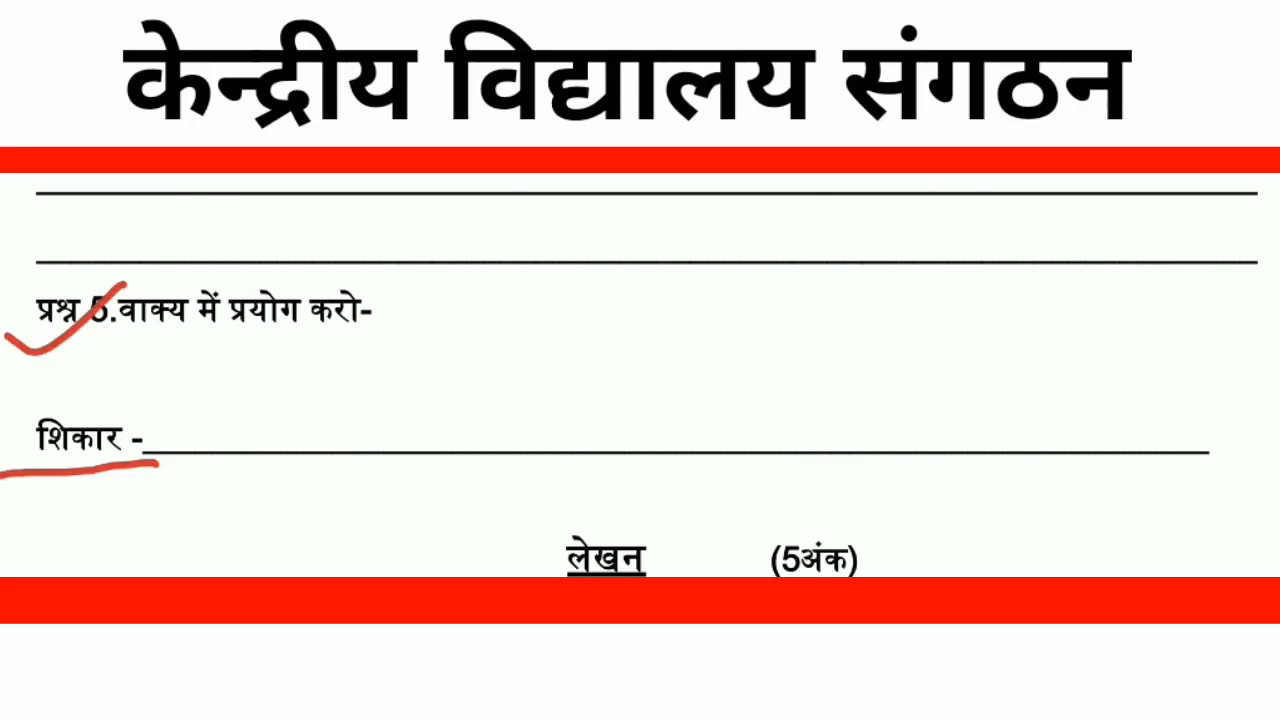 केन्द्रीय विद्यालय संगठन
प्रश्न 5.वाक्य में प्रयोग करो-
शिकार -
लेखन (5अंक)